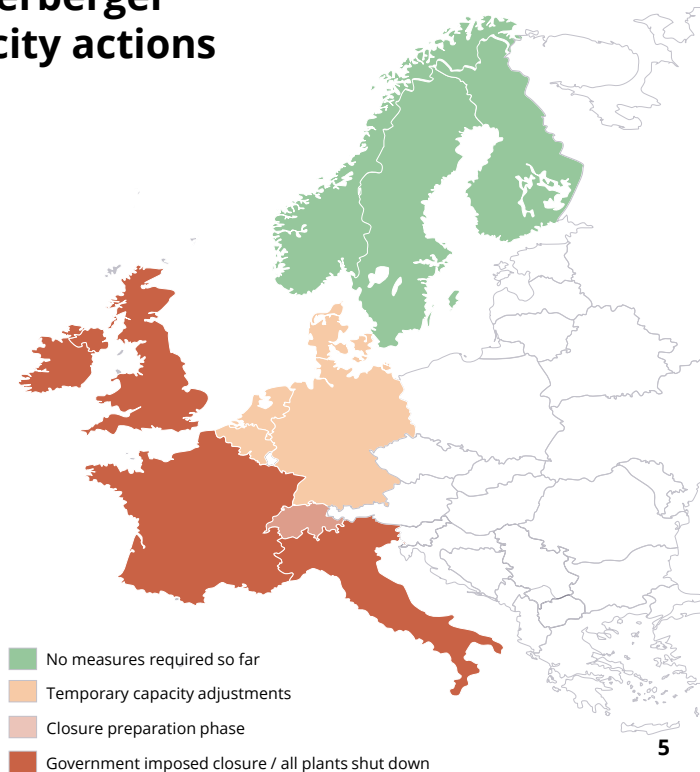 erberger
city actions
No measures required so far
Temporary capacity adjustments
Closure preparation phase
Government imposed closure / all plants shut down
5